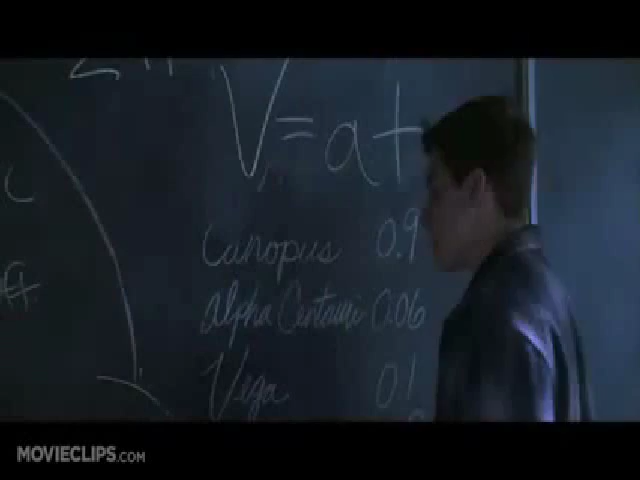 V=at
Canopus 0.9
alpha Centauri 0.06
Vega 0.1
MOVIECLIPS.COM